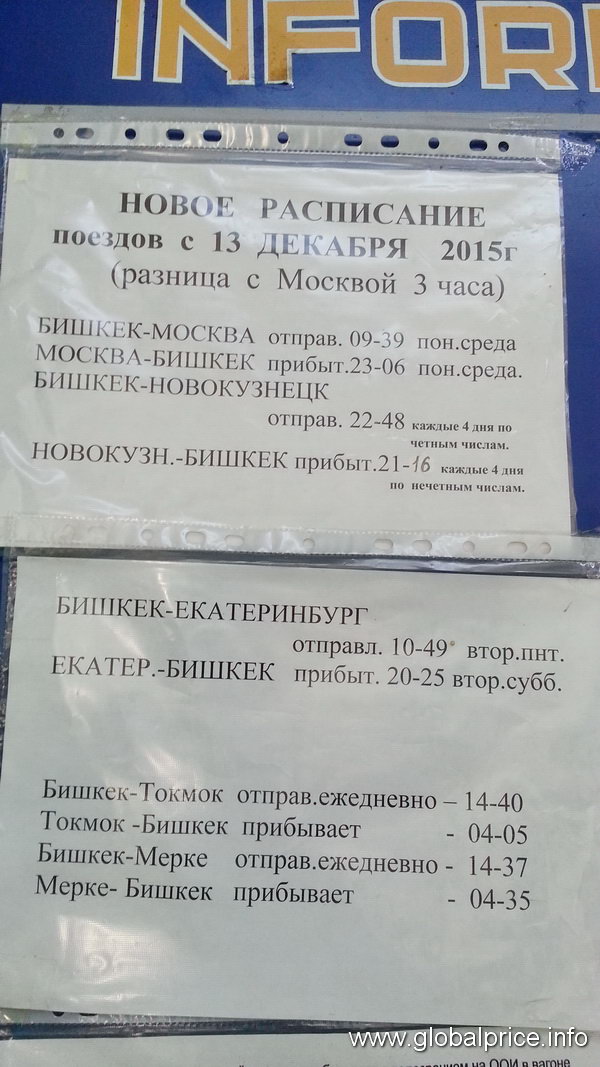 INFOR
НОВОЕ РАСПИСАНИЕ
поездов с 13 ДЕКАБРЯ 2015г
(разница с Москвой 3 часа)
БИШКЕК-МОСКВА отправ. 09-39 пон.среда
МОСКВА-БИШКЕК прибыт.23-06 пон.среда.
БИШКЕК-НОВОКУЗНЕЦК
отправ. 22-48 каждые 4 дня по
четным числам.
НОВОКУЗН.-БИШКЕК прибыт.21-16 каждые 4 дня
по нечетным числам.
БИШКЕК-ЕКАТЕРИНБУРГ
отправл. 10-49 втор.пнт.
ЕКАТЕР.-БИШКЕК прибыт. 20-25 втор.субб.
Бишкек-Токмок отправ.ежедневно – 14-40
Токмок -Бишкек прибывает - 04-05
Бишкек-Мерке отправ.ежедневно - 14-37
Мерке- Бишкек прибывает - 04-35
www.globalprice.info
на ООИ в вагоне